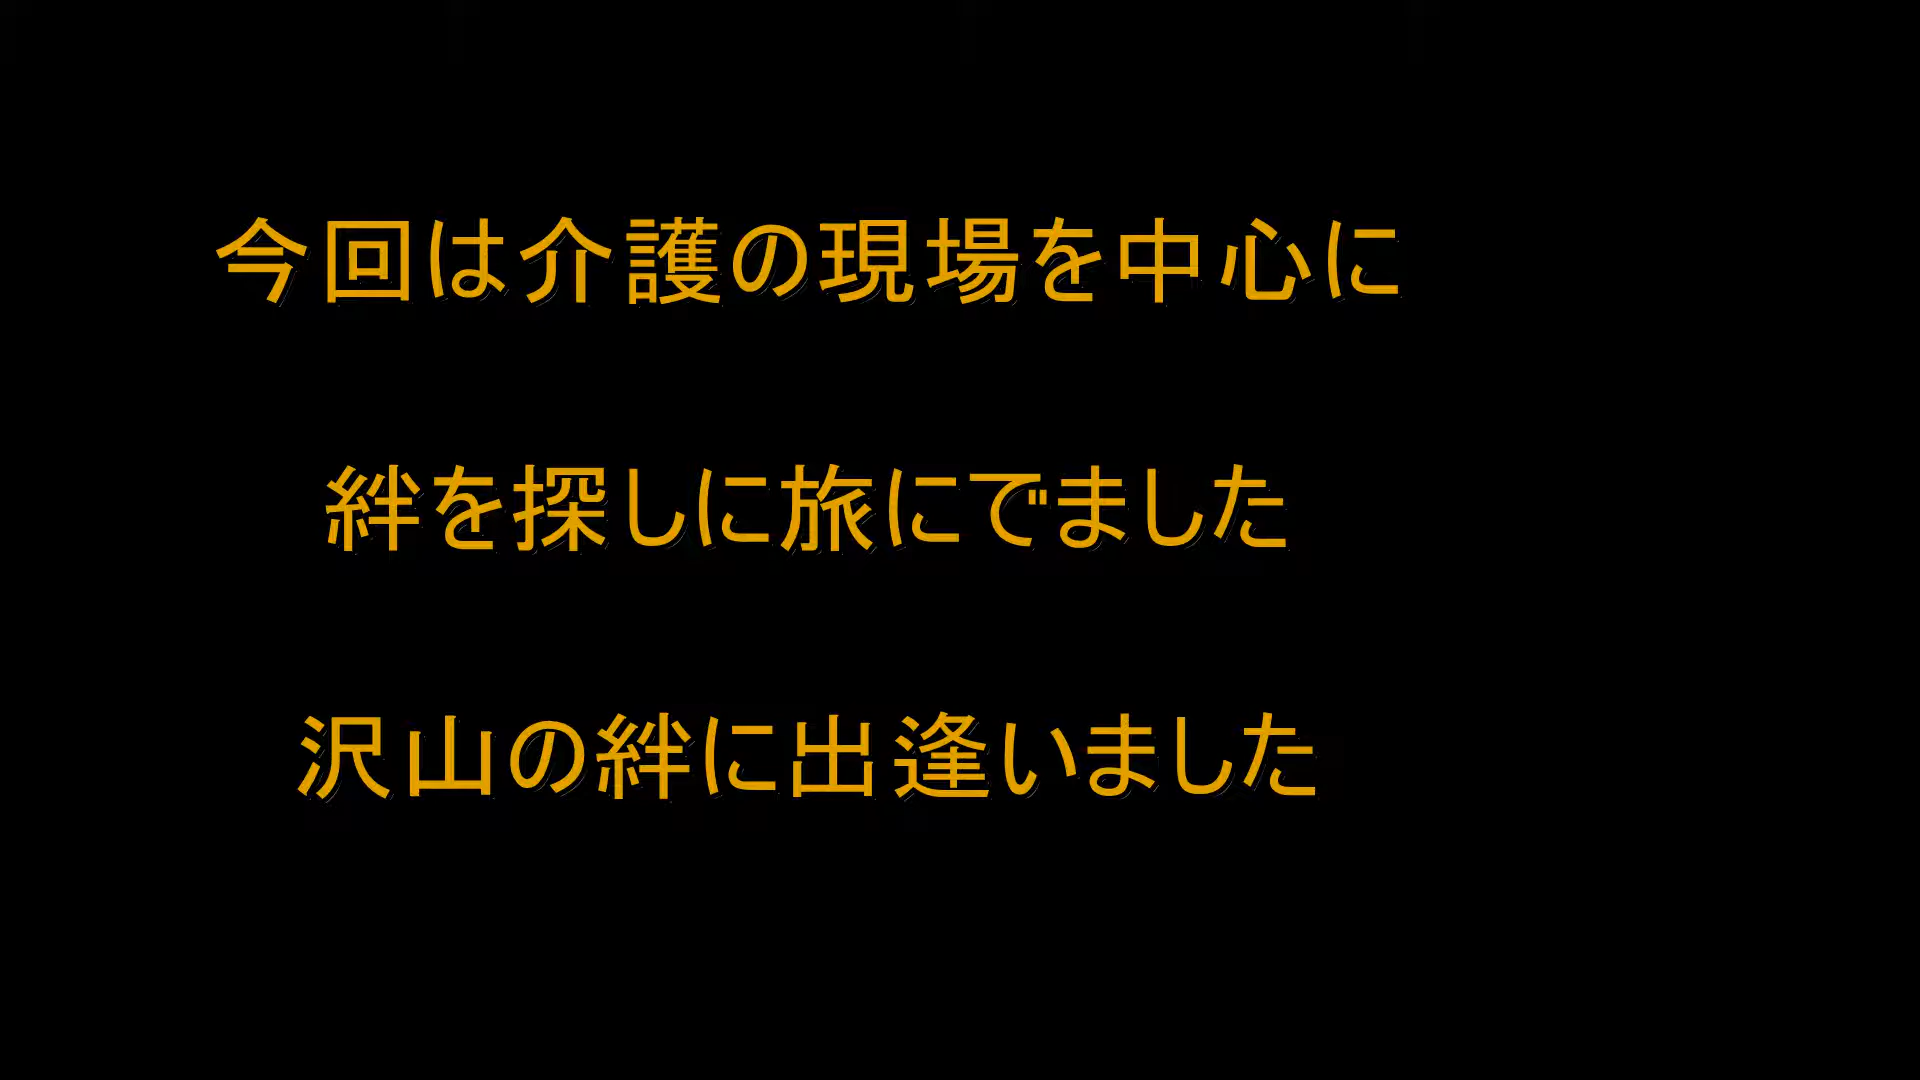 今回は介護の現場を中心に
絆を探しに旅にでました
沢山の絆に出逢いました